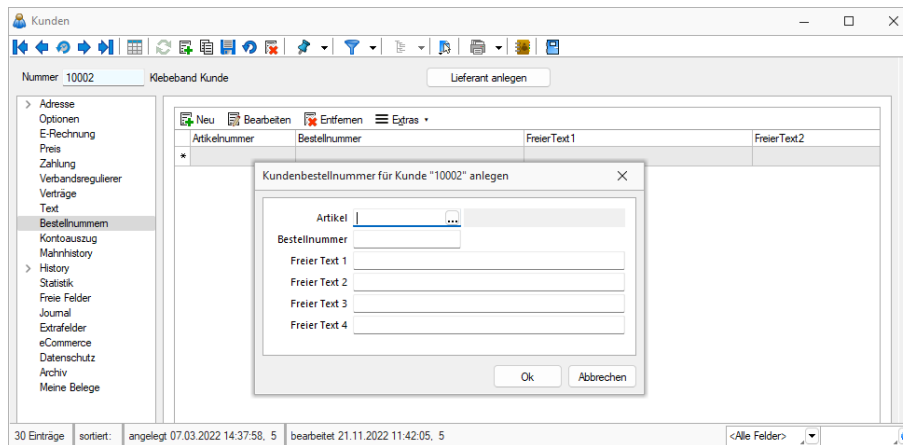 Kunden
Nummer 10002 Klebeband Kunde Lieferant anlegen
Adresse
Optionen
E-Rechnung
Preis
Zahlung
Verbandsregulierer
Verträge
Text
Bestellnummern
Kontoauszug
Mahnhistory
History
Statistik
Freie Felder
Journal
Extrafelder
eCommerce
Datenschutz
Archiv
Meine Belege
Neu Bearbeiten Entfernen Extras
Artikelnummer Bestellnummer FreierText1 FreierText2
*
Kundenbestellnummer für Kunde "10002" anlegen
Artikel ...
Bestellnummer
Freier Text 1
Freier Text 2
Freier Text 3
Freier Text 4
Ok Abbrechen
30 Einträge sortiert: angelegt 07.03.2022 14:37:58, 5 bearbeitet 21.11.2022 11:42:05, 5 <Alle Felder>